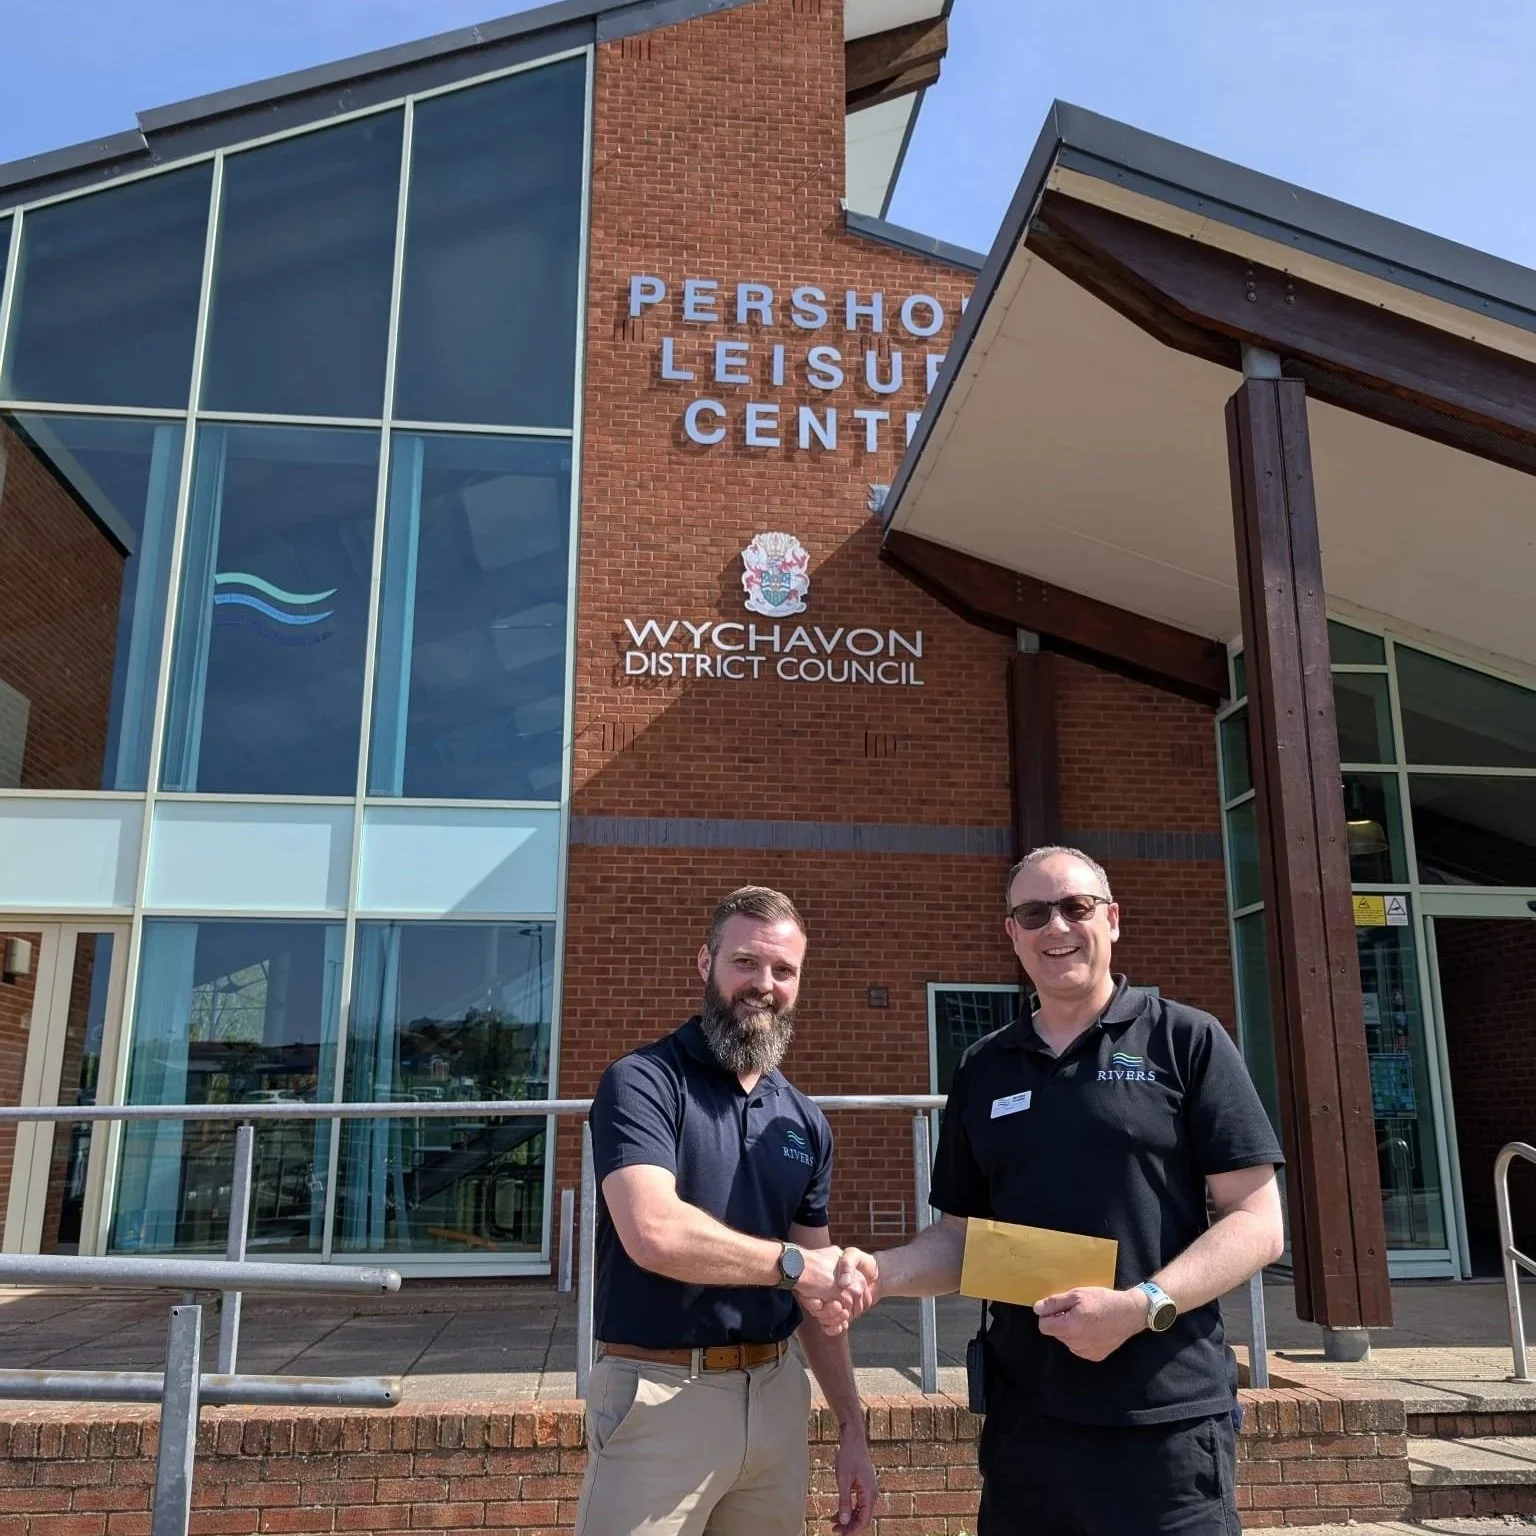 PERSHO
LEISU
CENT
WYCHAVON
DISTRICT COUNCIL
RIVERS
RIVERS